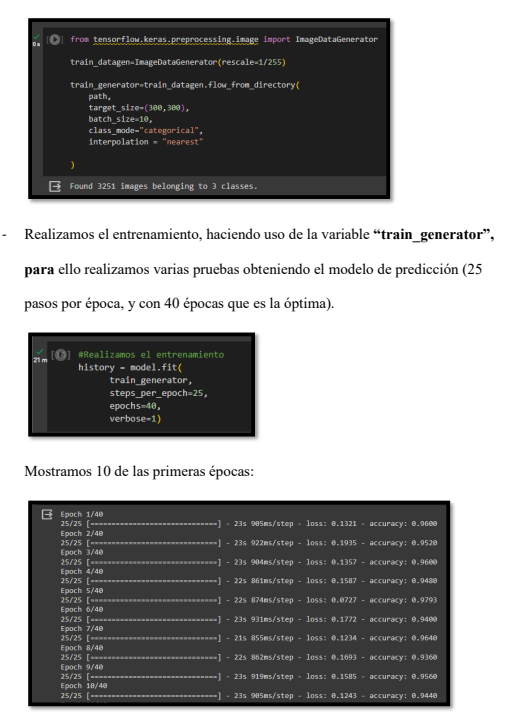 from tensorflow.keras.preprocessing.image import ImageDataGenerator
0 s
train_datagen=ImageDataGenerator(rescale=1/255)
train_generator=train_datagen.flow_from_directory(
path,
target_size=(300,300),
batch_size=10,
class_mode="categorical",
interpolation = "nearest"
)
Found 3251 images belonging to 3 classes.
- Realizamos el entrenamiento, haciendo uso de la variable “train_generator”,
para ello realizamos varias pruebas obteniendo el modelo de predicción (25
pasos por época, y con 40 épocas que es la óptima).
21 m
#Realizamos el entrenamiento
history = model.fit(
train_generator,
steps_per_epoch=25,
epochs=40,
verbose=1)
Mostramos 10 de las primeras épocas:
Epoch 1/40
25/25 [==============================] - 23s 905ms/step - loss: 0.1321 - accuracy: 0.9600
Epoch 2/40
25/25 [==============================] - 23s 922ms/step - loss: 0.1935 - accuracy: 0.9520
Epoch 3/40
25/25 [==============================] - 23s 904ms/step - loss: 0.1357 - accuracy: 0.9600
Epoch 4/40
25/25 [==============================] - 22s 861ms/step - loss: 0.1587 - accuracy: 0.9480
Epoch 5/40
25/25 [==============================] - 22s 874ms/step - loss: 0.0727 - accuracy: 0.9793
Epoch 6/40
25/25 [==============================] - 23s 931ms/step - loss: 0.1772 - accuracy: 0.9400
Epoch 7/40
25/25 [==============================] - 21s 855ms/step - loss: 0.1234 - accuracy: 0.9640
Epoch 8/40
25/25 [==============================] - 22s 862ms/step - loss: 0.1693 - accuracy: 0.9360
Epoch 9/40
25/25 [==============================] - 23s 919ms/step - loss: 0.1585 - accuracy: 0.9560
Epoch 10/40
25/25 [==============================] - 23s 905ms/step - loss: 0.1243 - accuracy: 0.9440